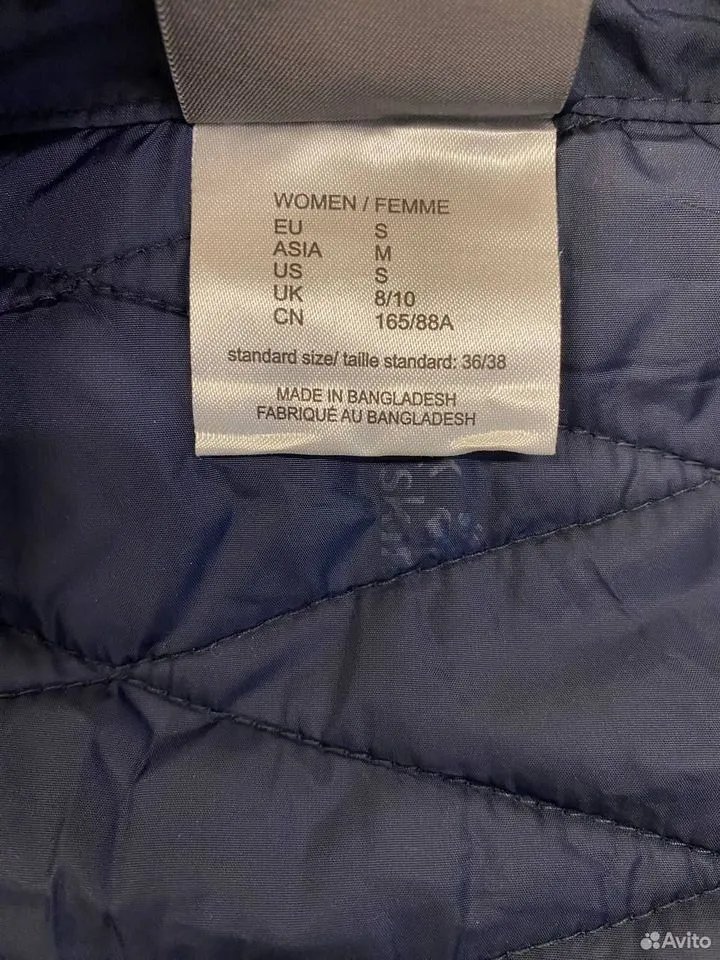 WOMEN / FEMME
EU S
ASIA M
US S
UK 8/10
CN 165/88A
standard size/ taille standard: 36/38
MADE IN BANGLADESH
FABRIQUÉ AU BANGLADESH
Avito